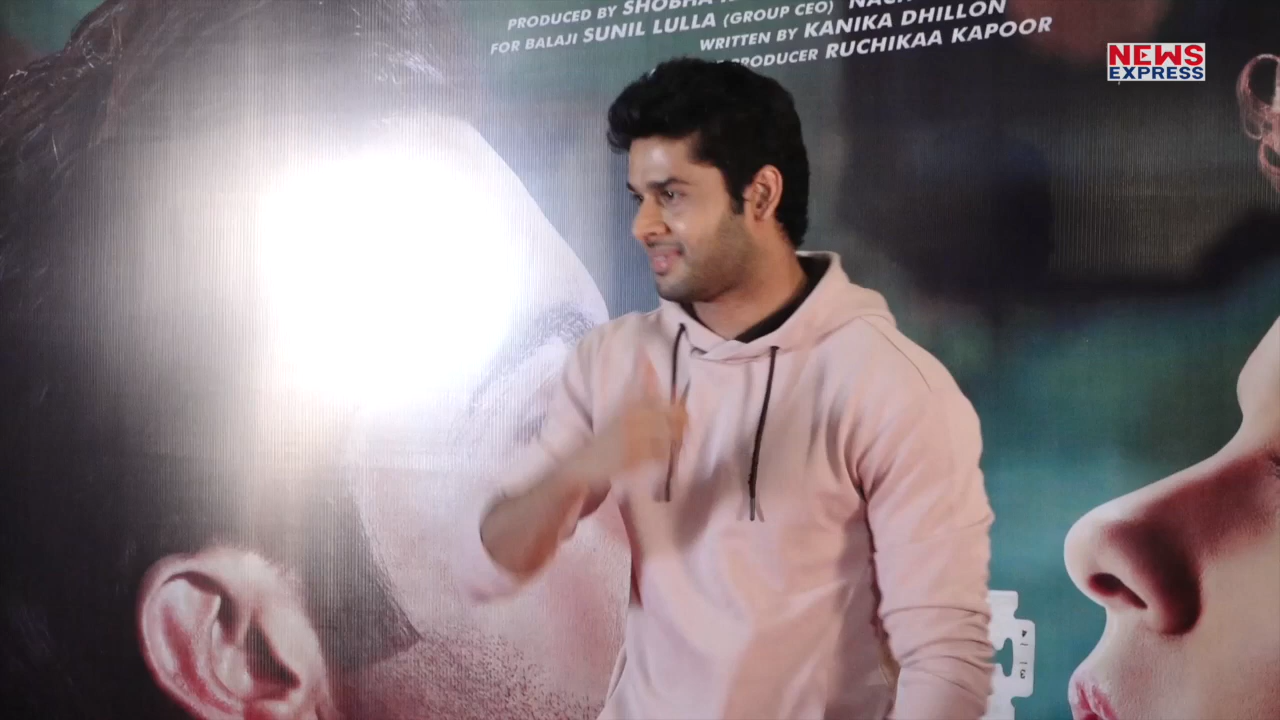 PRODUCED BY SHOBHA
FOR BALAJI SUNIL LULLA (GROUP CEO)
WRITTEN BY KANIKA DHILLON
PRODUCER RUCHIKAA KAPOOR
NEWS
EXPRESS